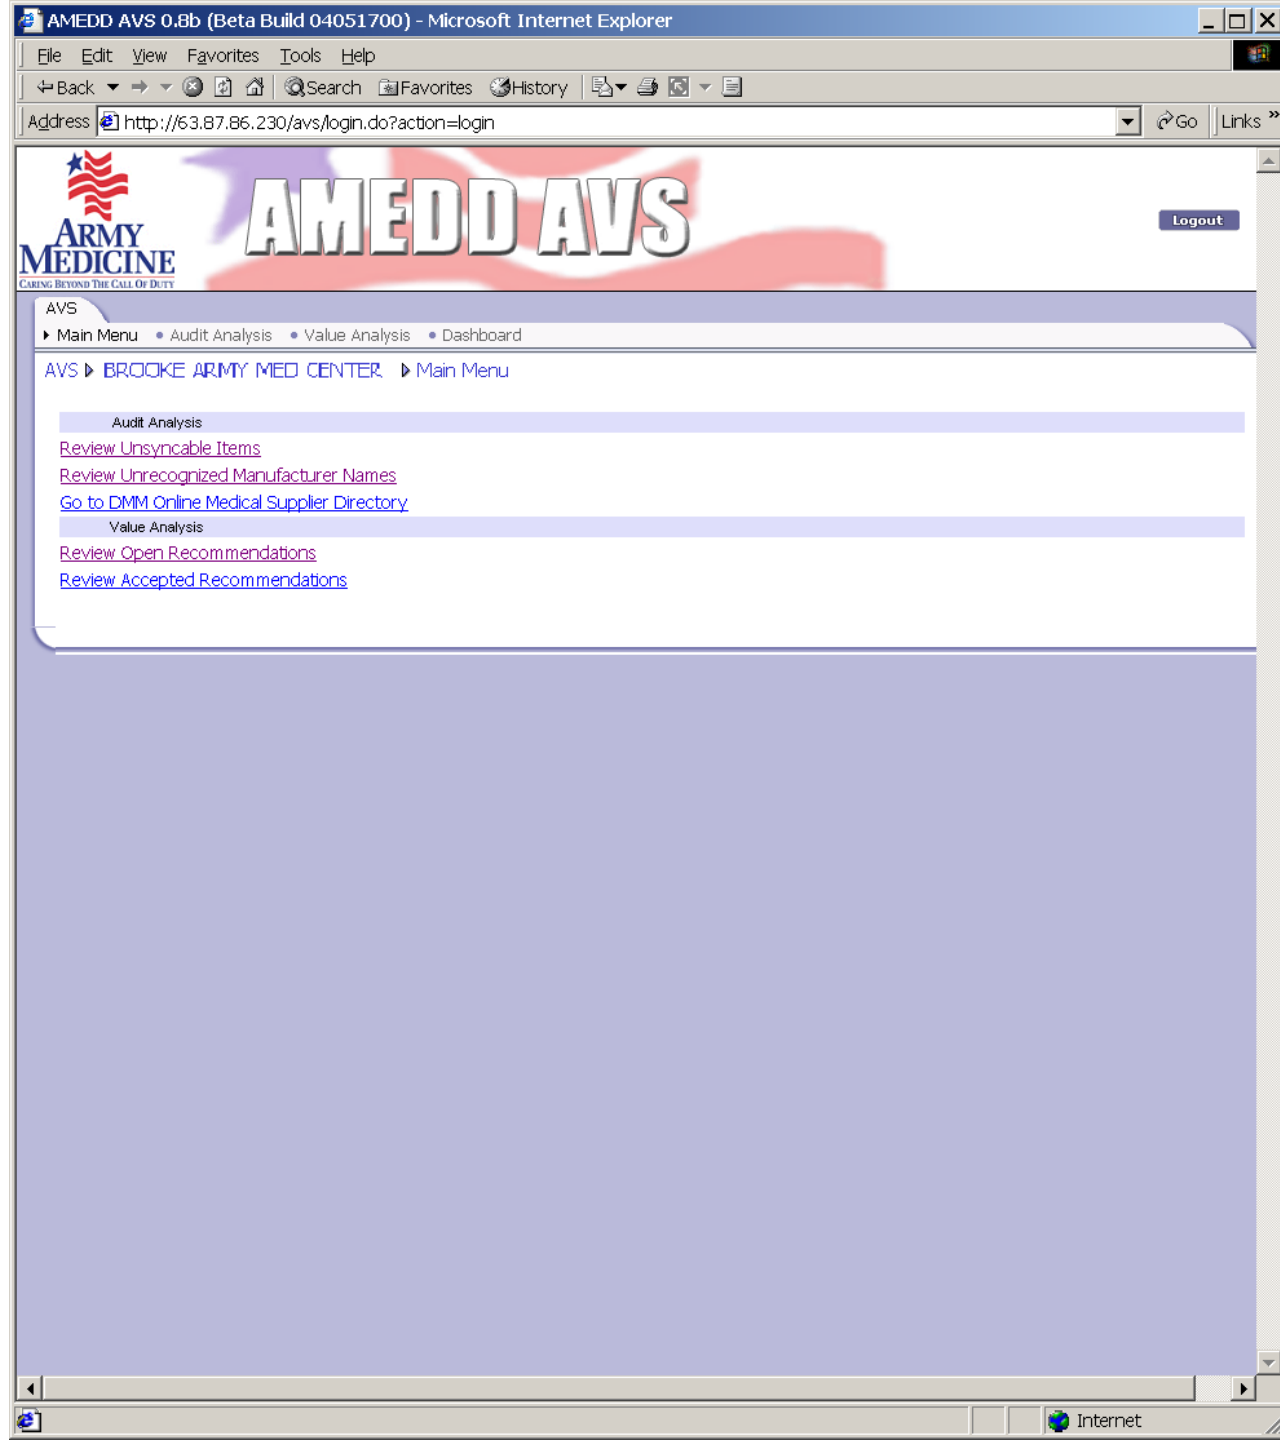 AMEDD AVS 0.8b (Beta Build 04051700) - Microsoft Internet Explorer
File Edit View Favorites Tools Help
Back Search Favorites History
Address http://63.87.86.230/avs/login.do?action=login Go Links »
ARMY
MEDICINE
CARING BEYOND THE CALL OF DUTY
AMEDD AVS
Logout
AVS
Main Menu • Audit Analysis • Value Analysis • Dashboard
AVS BROOKE ARMY MED CENTER Main Menu
Audit Analysis
Review Unsyncable Items
Review Unrecognized Manufacturer Names
Go to DMM Online Medical Supplier Directory
Value Analysis
Review Open Recommendations
Review Accepted Recommendations
Internet